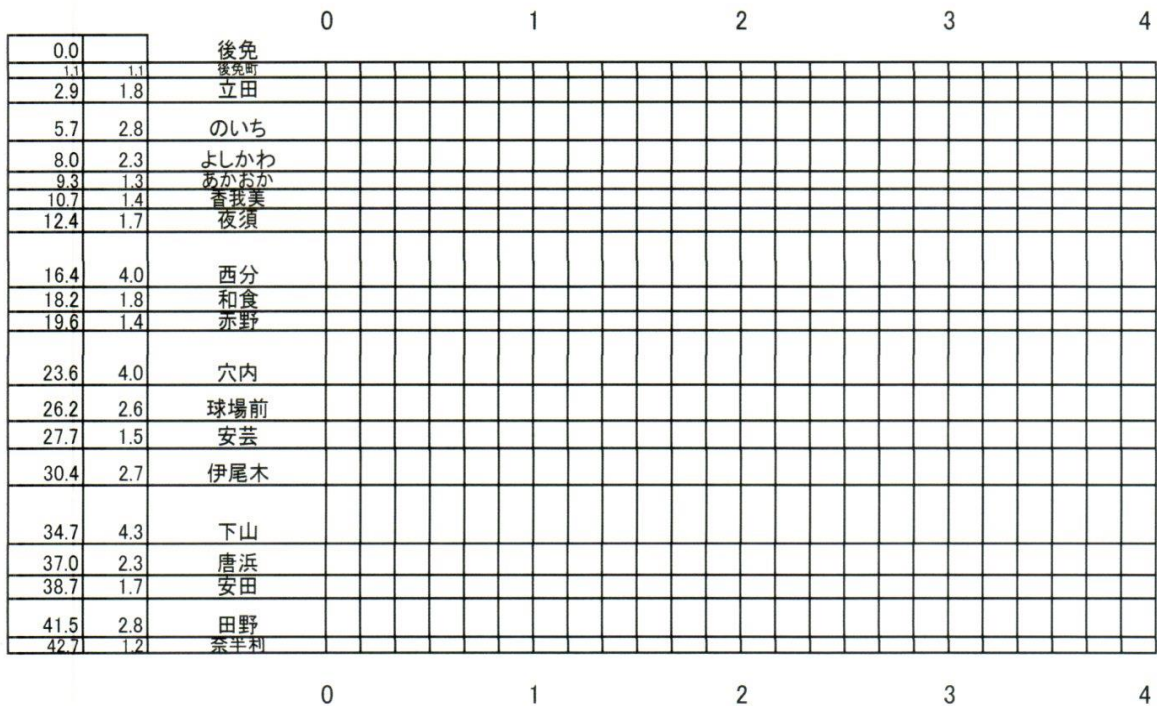 0 1 2 3 4
0.0 後免
1.1 1.1 後免町
2.9 1.8 立田
5.7 2.8 のいち
8.0 2.3 よしかわ
9.3 1.3 あかおか
10.7 1.4 香我美
12.4 1.7 夜須
16.4 4.0 西分
18.2 1.8 和食
19.6 1.4 赤野
23.6 4.0 穴内
26.2 2.6 球場前
27.7 1.5 安芸
30.4 2.7 伊尾木
34.7 4.3 下山
37.0 2.3 唐浜
38.7 1.7 安田
41.5 2.8 田野
42.7 1.2 奈半利
0 1 2 3 4